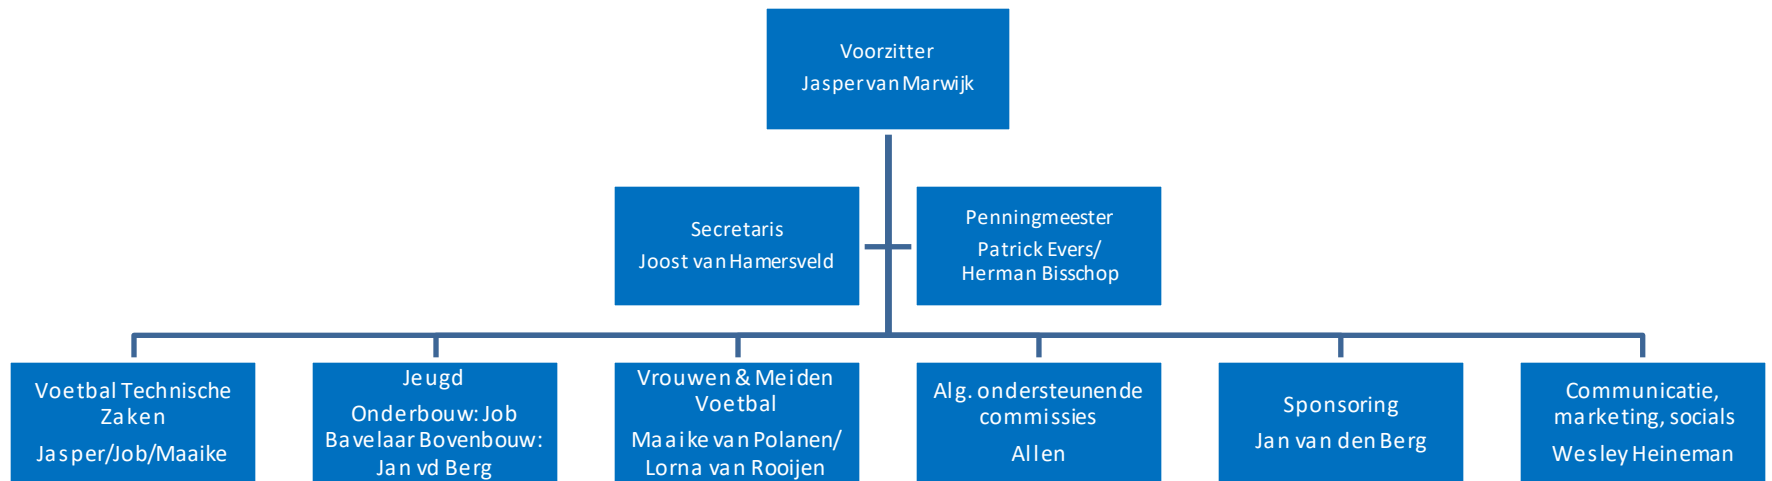 Voorzitter
Jasper van Marwijk
Secretaris
Joost van Hamersveld
Penningmeester
Patrick Evers/
Herman Bisschop
Voetbal Technische
Zaken
Jasper/Job/Maaike
Jeugd
Onderbouw: Job
Bavelaar Bovenbouw:
Jan vd Berg
Vrouwen & Meiden
Voetbal
Maaike van Polanen/
Lorna van Rooijen
Alg. ondersteunende
commissies
Allen
Sponsoring
Jan van den Berg
Communicatie,
marketing, socials
Wesley Heineman